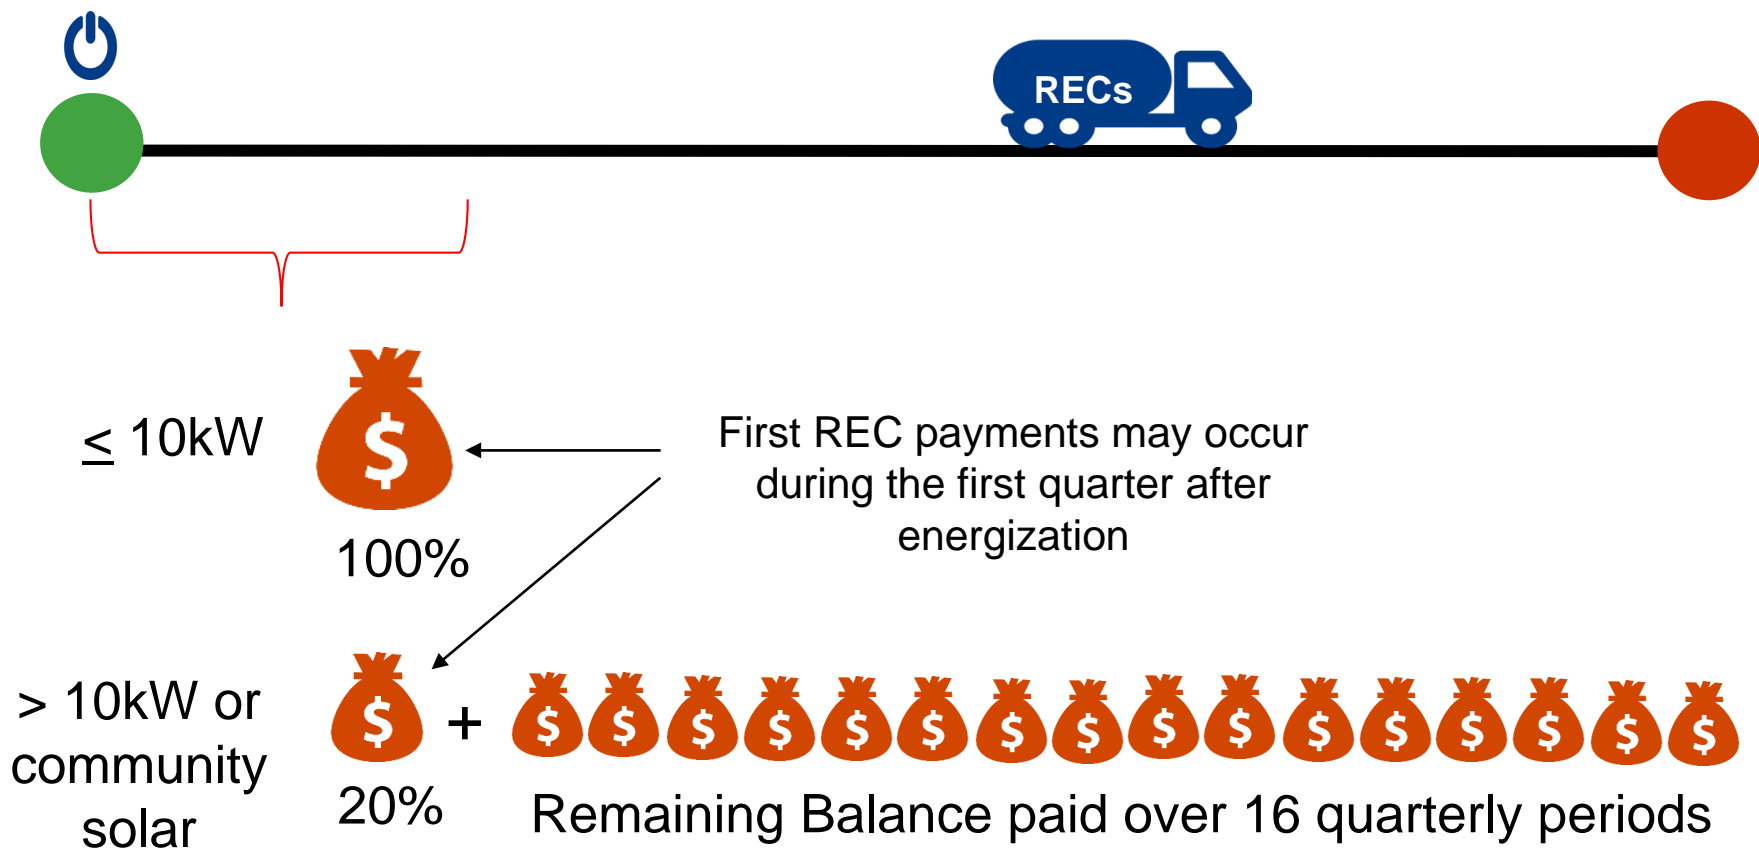 RECs
≤ 10kW
$
100%
First REC payments may occur
during the first quarter after
energization
> 10kW or
community
solar
$
20%
+
$ $ $ $ $ $ $ $ $ $ $ $ $ $ $ $
Remaining Balance paid over 16 quarterly periods